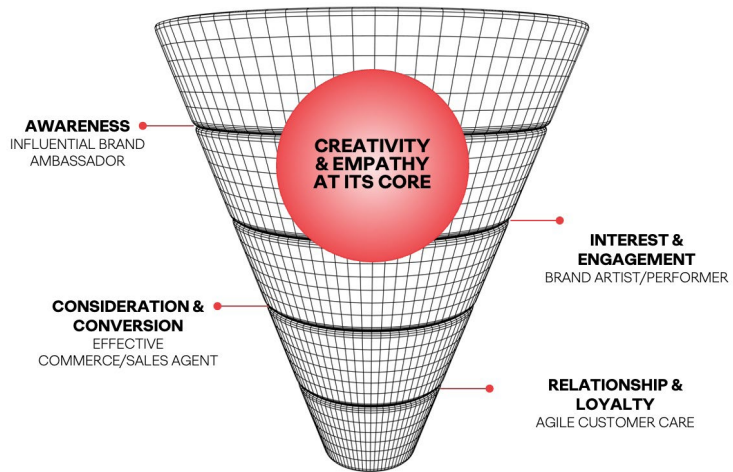 CREATIVITY
& EMPATHY
AT ITS CORE
AWARENESS
INFLUENTIAL BRAND
AMBASSADOR
INTEREST &
ENGAGEMENT
BRAND ARTIST/PERFORMER
CONSIDERATION &
CONVERSION
EFFECTIVE
COMMERCE/SALES AGENT
RELATIONSHIP &
LOYALTY
AGILE CUSTOMER CARE